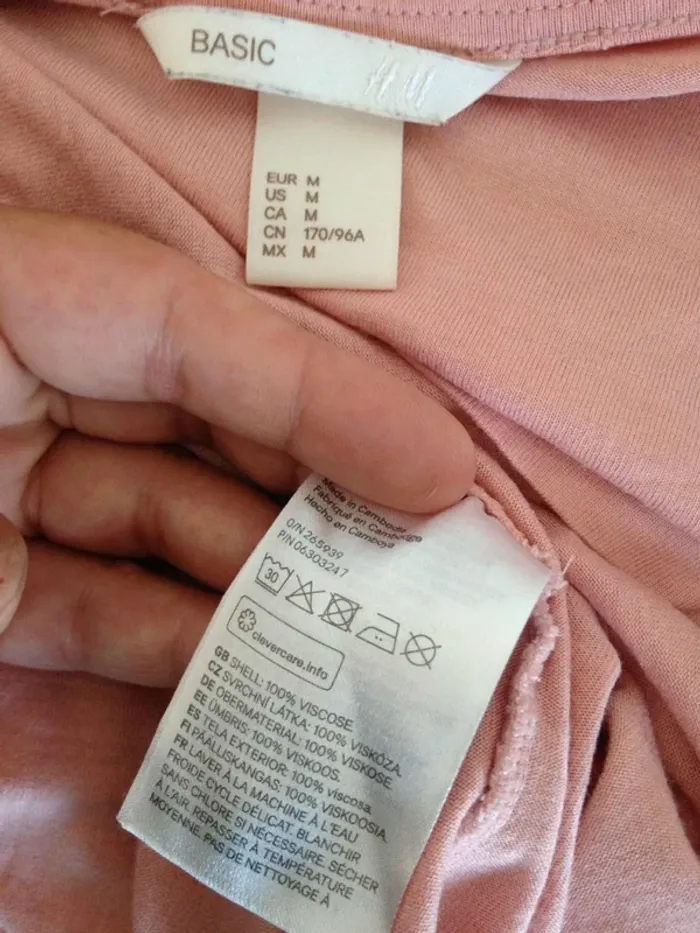 BASIC
H&M
EUR M
US M
CA M
CN 170/96A
MX M
Made in Cambodia
Fabriqué en Cambodge
Hecho en Camboya
O/N 265939
P/N 06303247
30
clevercare.info
GB SHELL: 100% VISCOSE
CZ SVRCHNÍ LÁTKA: 100% VISKÓZA
DE OBERMATERIAL: 100% VISKOSE
EE ÜMBRIS: 100% VISKOOS.
ES TELA EXTERIOR: 100% viscosa
FI PÄÄLLISKANGAS: 100% VISKOOSIA
FR LAVER À LA MACHINE À L'EAU
FROIDE CYCLE DÉLICAT. BLANCHIR
SANS CHLORE SI NÉCESSAIRE. SÉCHER
À L'AIR. REPASSER À TEMPÉRATURE
MOYENNE. PAS DE NETTOYAGE À